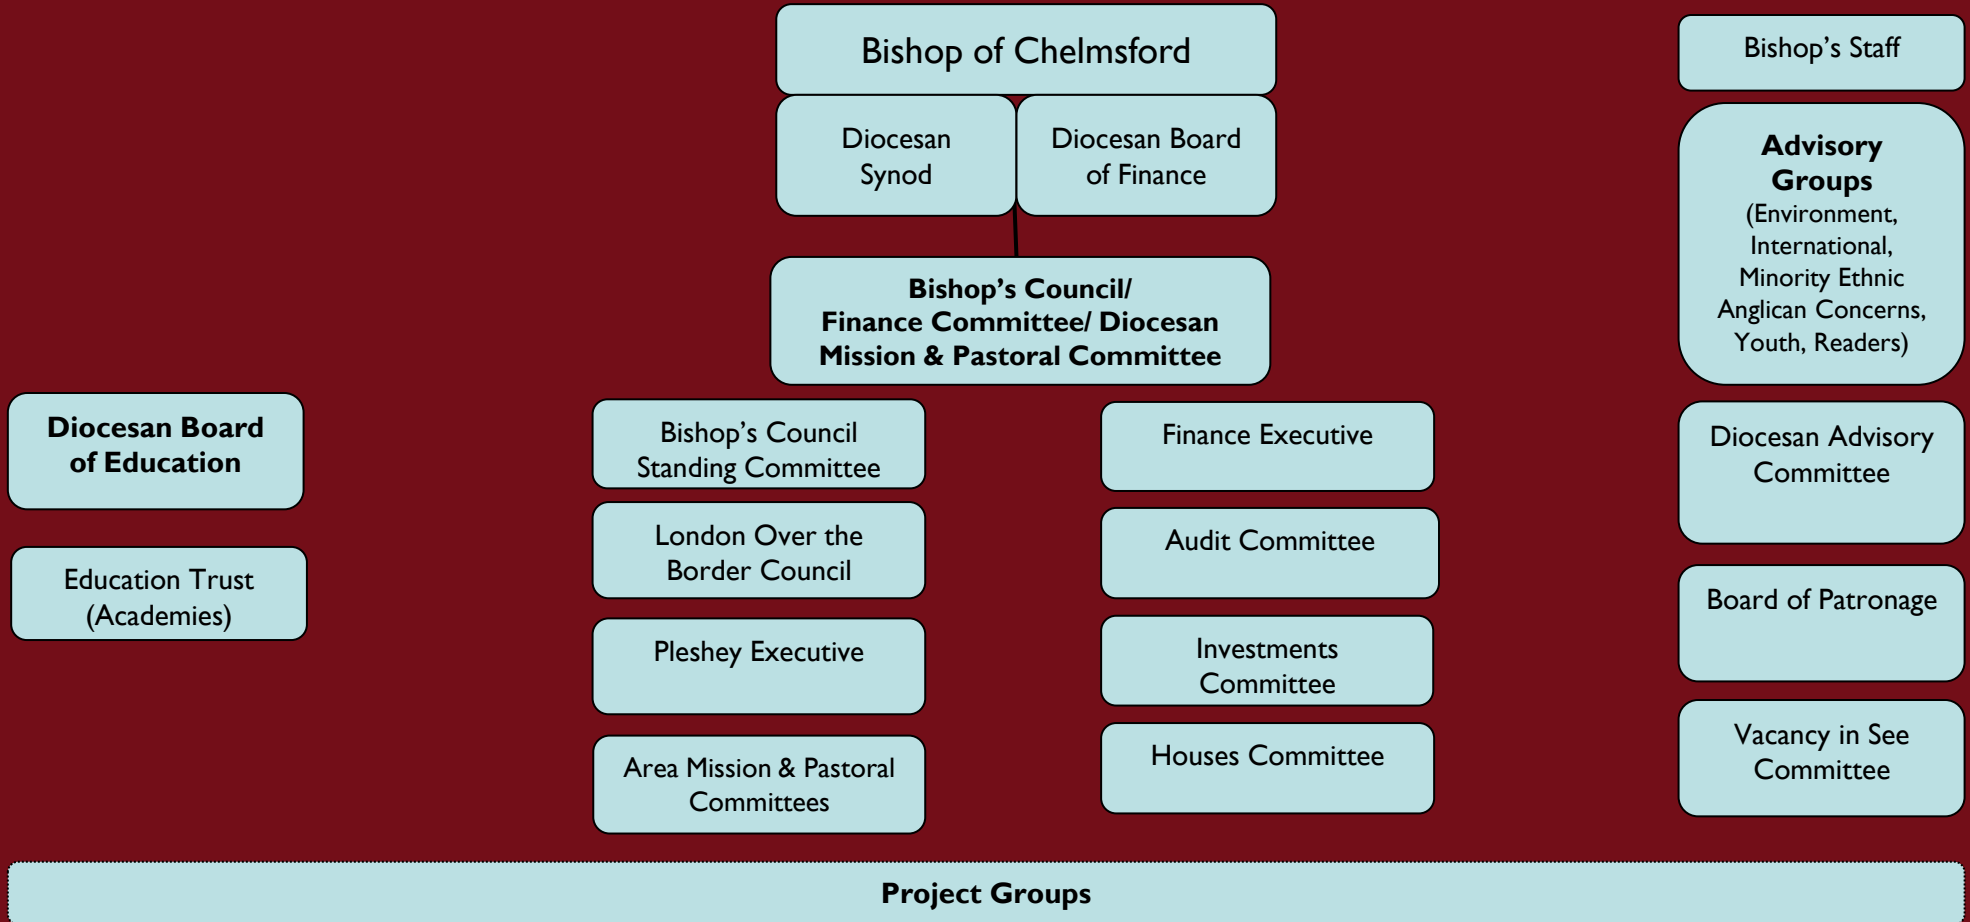 Bishop of Chelmsford
Diocesan
Synod
Diocesan Board
of Finance
Bishop’s Council/
Finance Committee/ Diocesan
Mission & Pastoral Committee
Diocesan Board
of Education
Education Trust
(Academies)
Bishop’s Council
Standing Committee
London Over the
Border Council
Pleshey Executive
Area Mission & Pastoral
Committees
Finance Executive
Audit Committee
Investments
Committee
Houses Committee
Bishop’s Staff
Advisory
Groups
(Environment,
International,
Minority Ethnic
Anglican Concerns,
Youth, Readers)
Diocesan Advisory
Committee
Board of Patronage
Vacancy in See
Committee
Project Groups